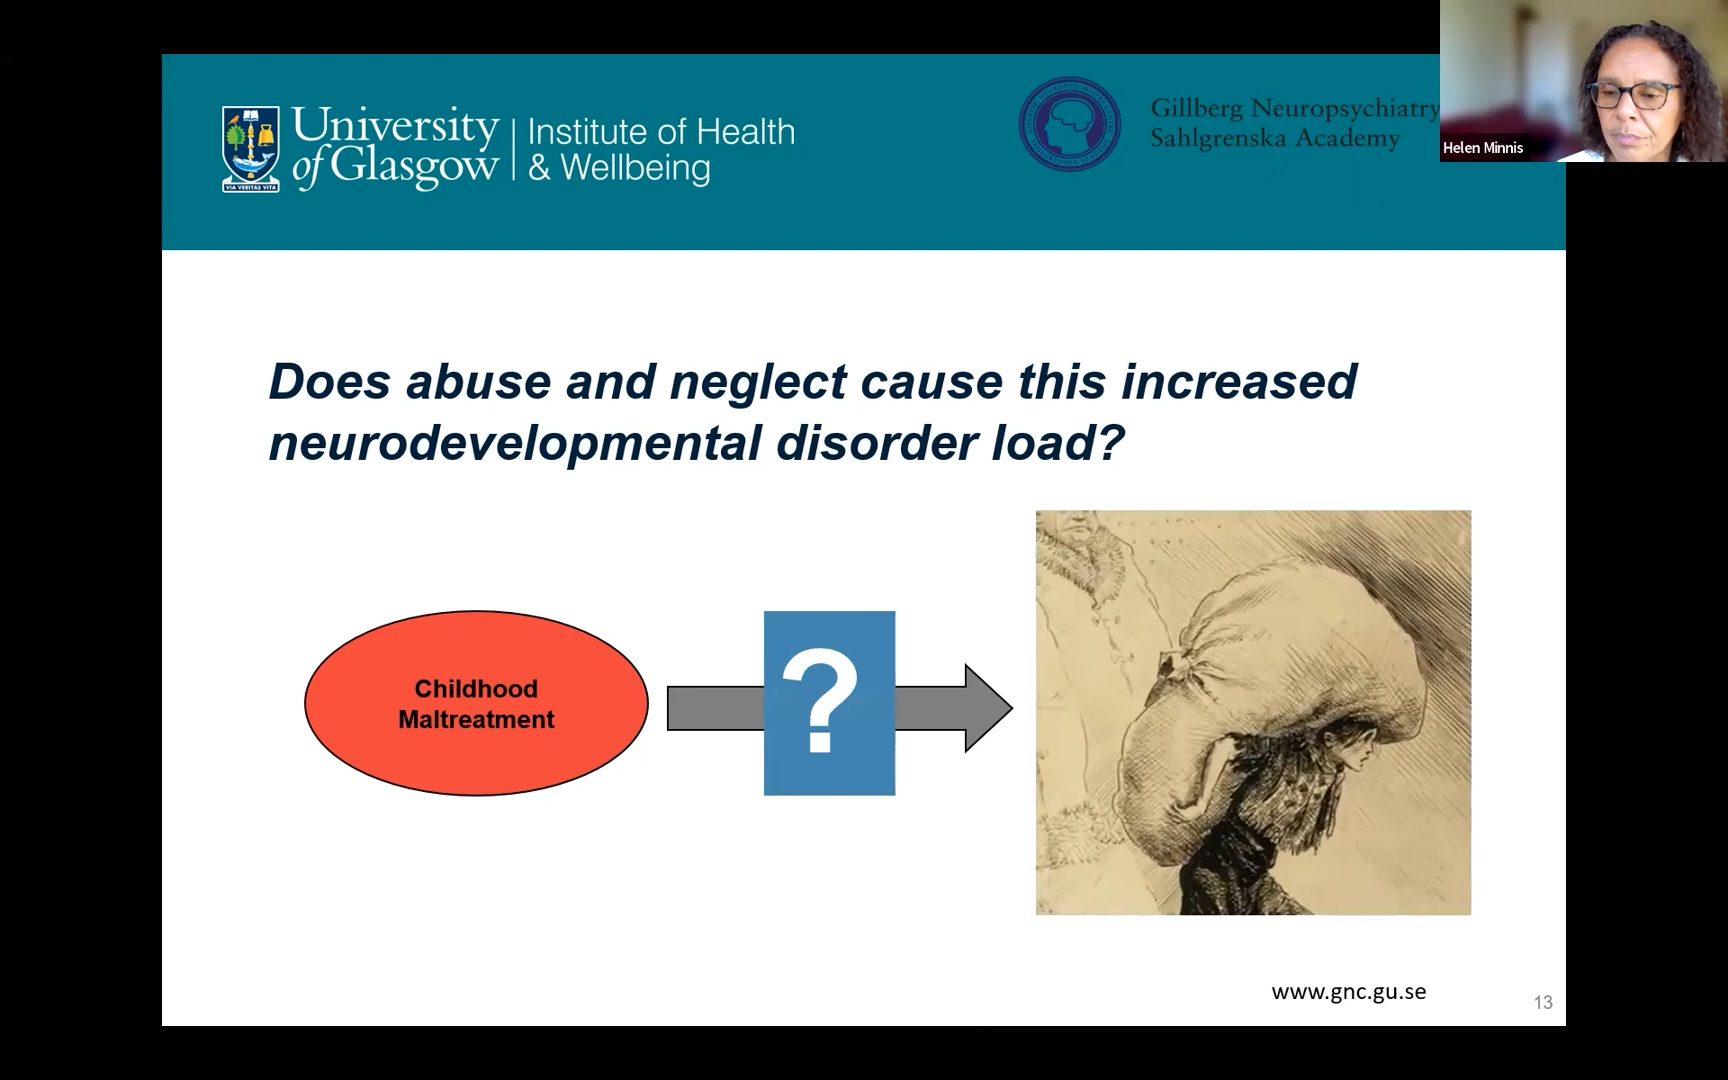 University
of Glasgow
Institute of Health
& Wellbeing
VIA VERITAS VITA
Gillberg Neuropsychiatry
Sahlgrenska Academy
Helen Minnis
Does abuse and neglect cause this increased
neurodevelopmental disorder load?
Childhood
Maltreatment
?
www.gnc.gu.se
13